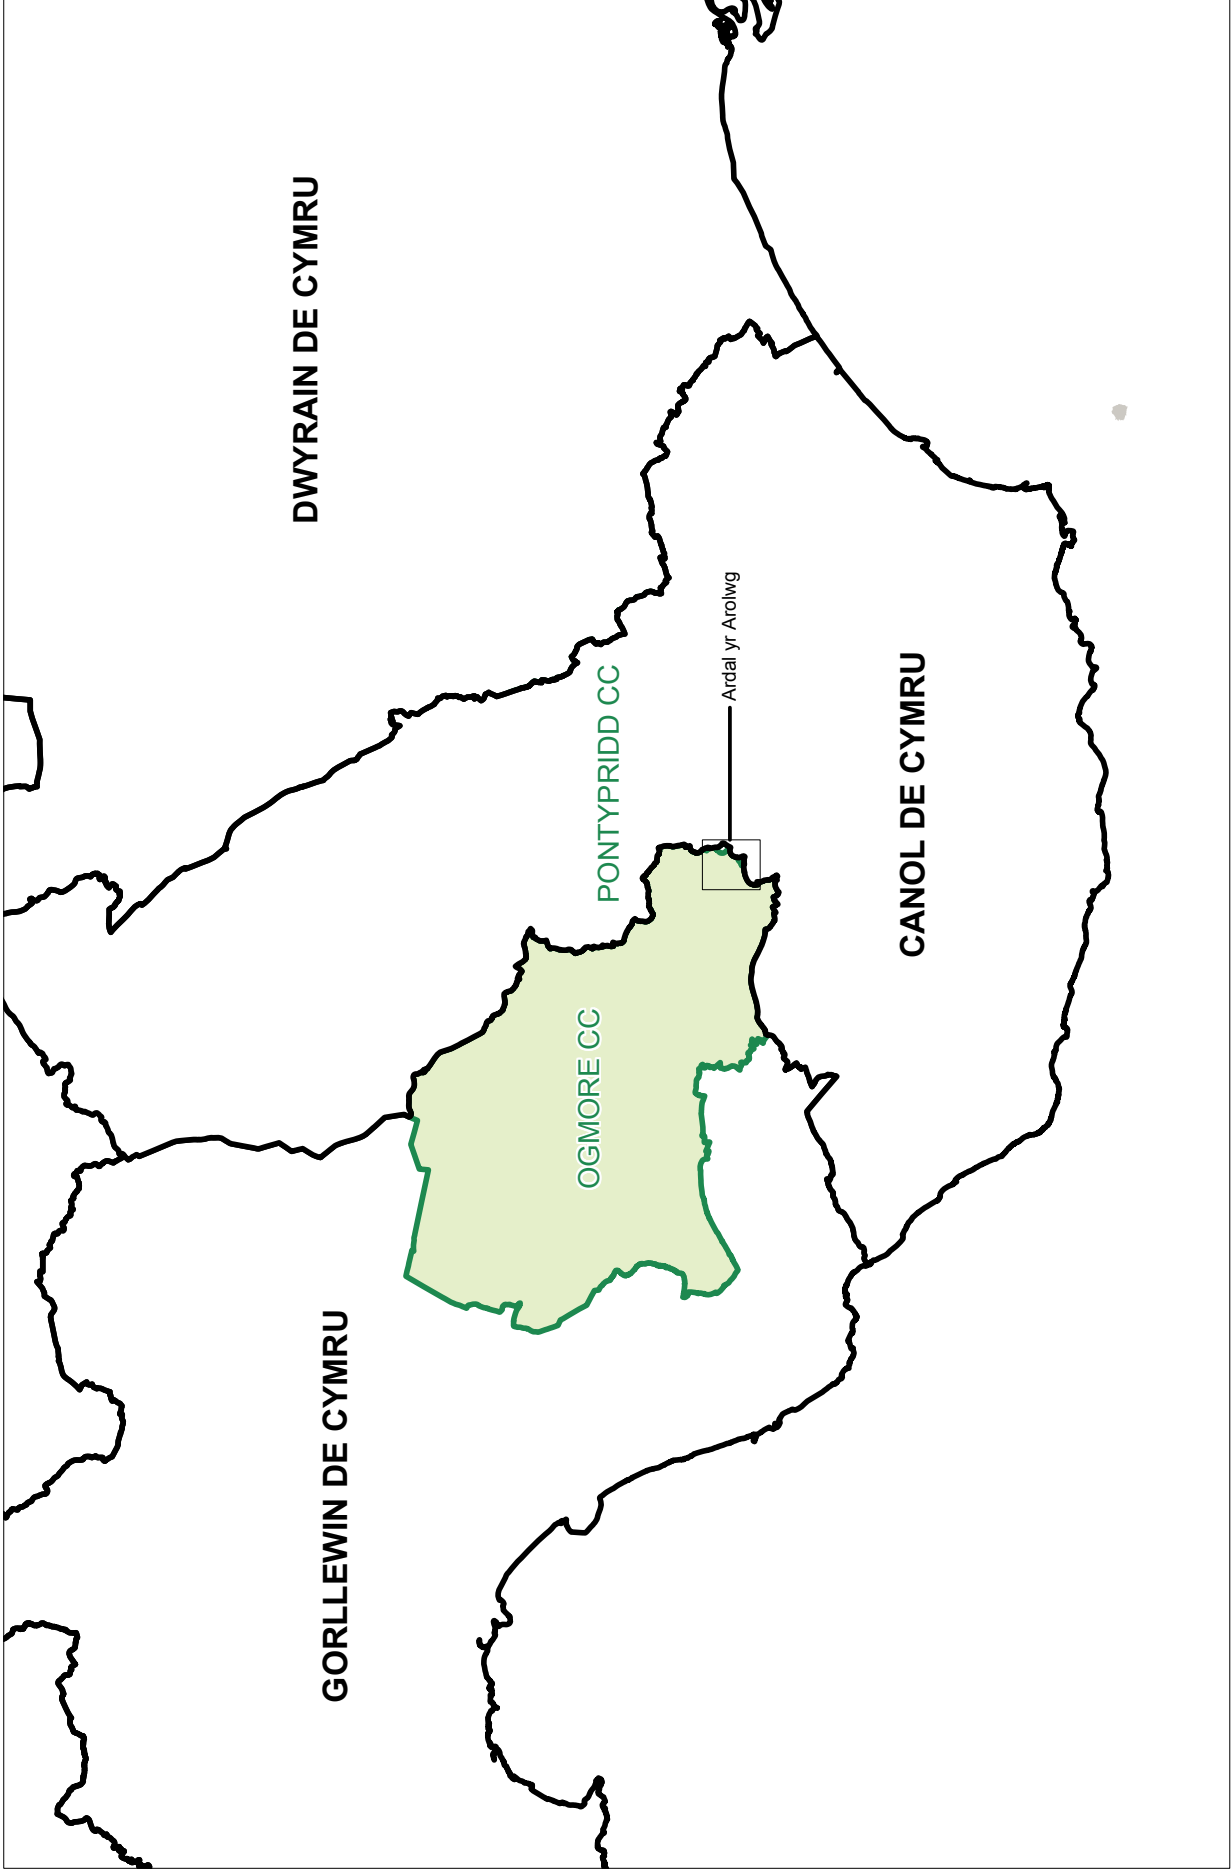 DWYRAIN DE CYMRU
GORLLEWIN DE CYMRU
OGMORE CC
PONTYPRIDD CC
Ardal yr Arolwg
CANOL DE CYMRU